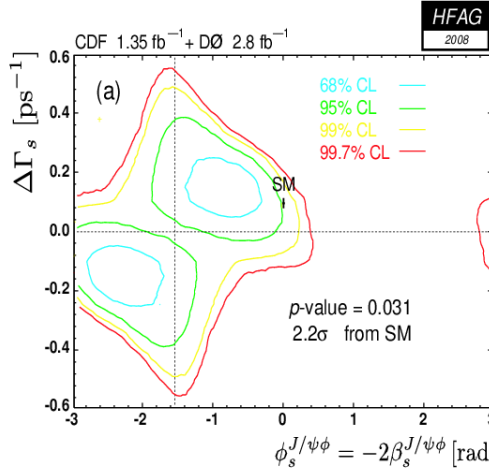 HFAG
2008
CDF 1.35 fb⁻¹ + DØ 2.8 fb⁻¹
ΔΓₛ [ps⁻¹]
0.6
0.4
0.2
0.0
-0.2
-0.4
-0.6
(a)
68% CL
95% CL
99% CL
99.7% CL
SM
p-value = 0.031
2.2σ from SM
-3 -2 -1 0 1 2 3
ϕₛ^{J/ψϕ} = −2βₛ^{J/ψϕ} [rad